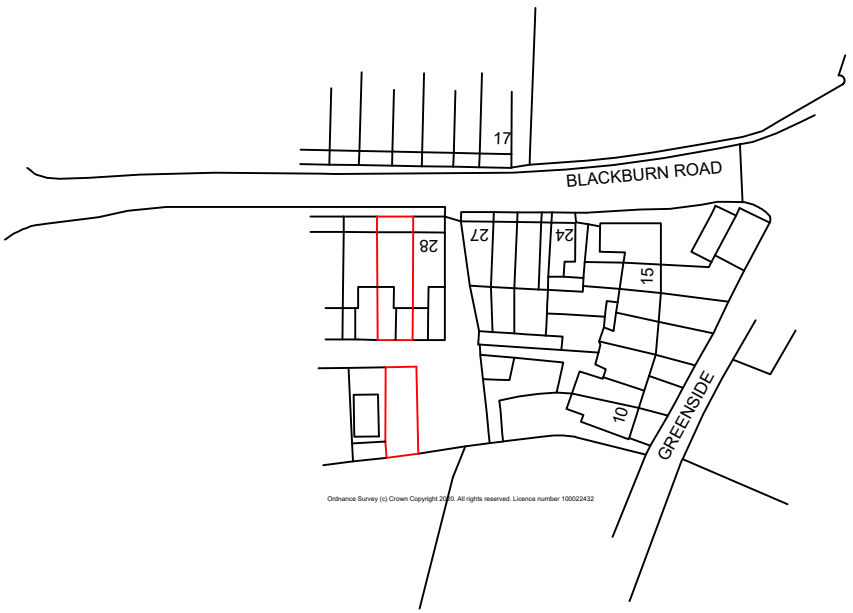 17
BLACKBURN ROAD
28
27
24
15
10
GREENSIDE
Ordnance Survey (c) Crown Copyright 2020. All rights reserved. Licence number 100022432